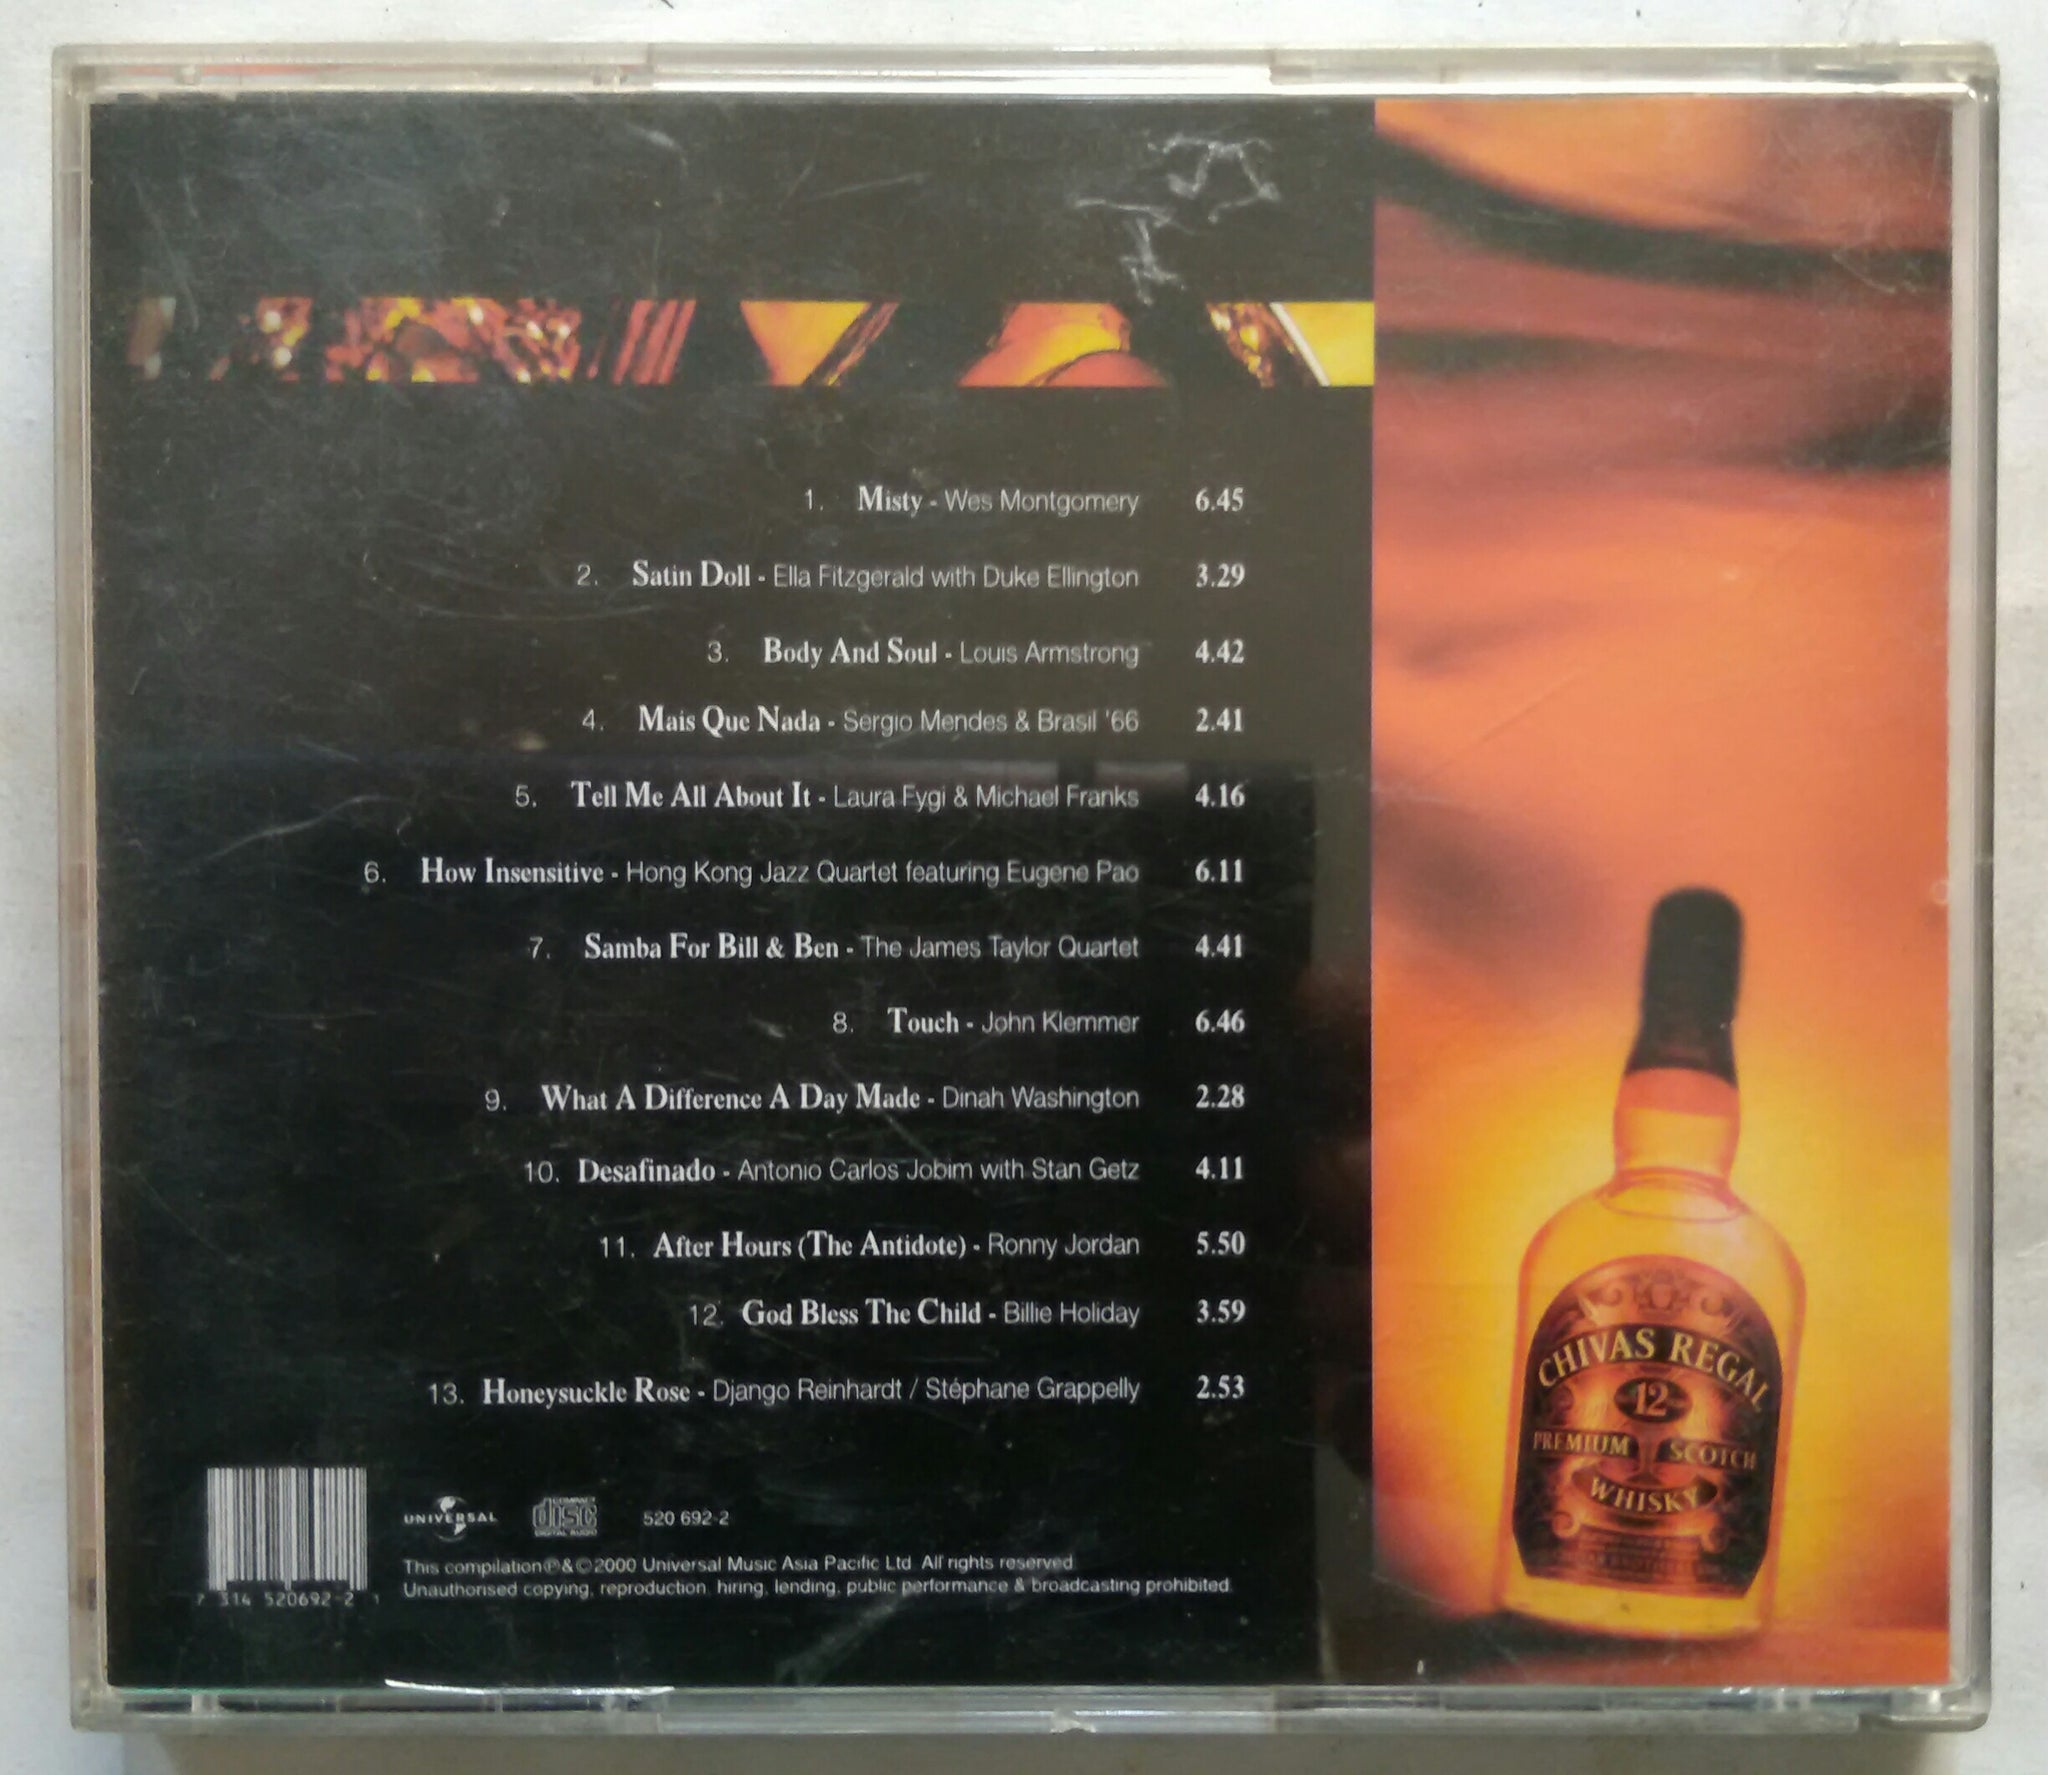 1. Misty - Wes Montgomery 6.45
2. Satin Doll - Ella Fitzgerald with Duke Ellington 3.29
3. Body And Soul - Louis Armstrong 4.42
4. Mais Que Nada - Sergio Mendes & Brasil '66 2.41
5. Tell Me All About It - Laura Fygi & Michael Franks 4.16
6. How Insensitive - Hong Kong Jazz Quartet featuring Eugene Pao 6.11
7. Samba For Bill & Ben - The James Taylor Quartet 4.41
8. Touch - John Klemmer 6.46
9. What A Difference A Day Made - Dinah Washington 2.28
10. Desafinado - Antonio Carlos Jobim with Stan Getz 4.11
11. After Hours (The Antidote) - Ronny Jordan 5.50
12. God Bless The Child - Billie Holiday 3.59
13. Honeysuckle Rose - Django Reinhardt / Stéphane Grappelly 2.53
UNIVERSAL COMPACT disc DIGITAL AUDIO 520 692-2
This compilation ℗ & © 2000 Universal Music Asia Pacific Ltd. All rights reserved.
Unauthorised copying, reproduction, hiring, lending, public performance & broadcasting prohibited.
7 314 520692-2 1
CHIVAS REGAL
12
PREMIUM SCOTCH
WHISKY